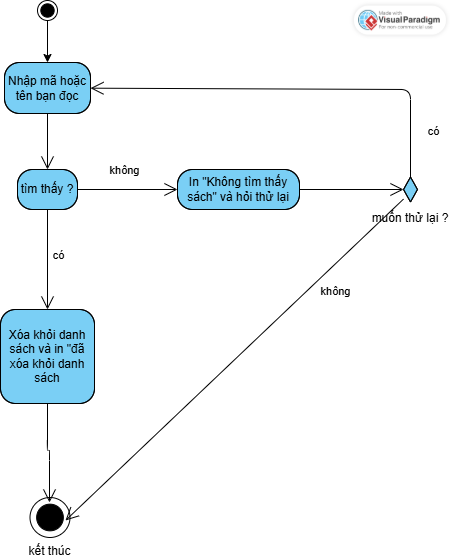 Made with
Visual Paradigm
For non-commercial use
Nhập mã hoặc
tên bạn đọc
có
không
tìm thấy ?
In "Không tìm thấy
sách" và hỏi thử lại
muốn thử lại ?
có
không
Xóa khỏi danh
sách và in "đã
xóa khỏi danh
sách
kết thúc